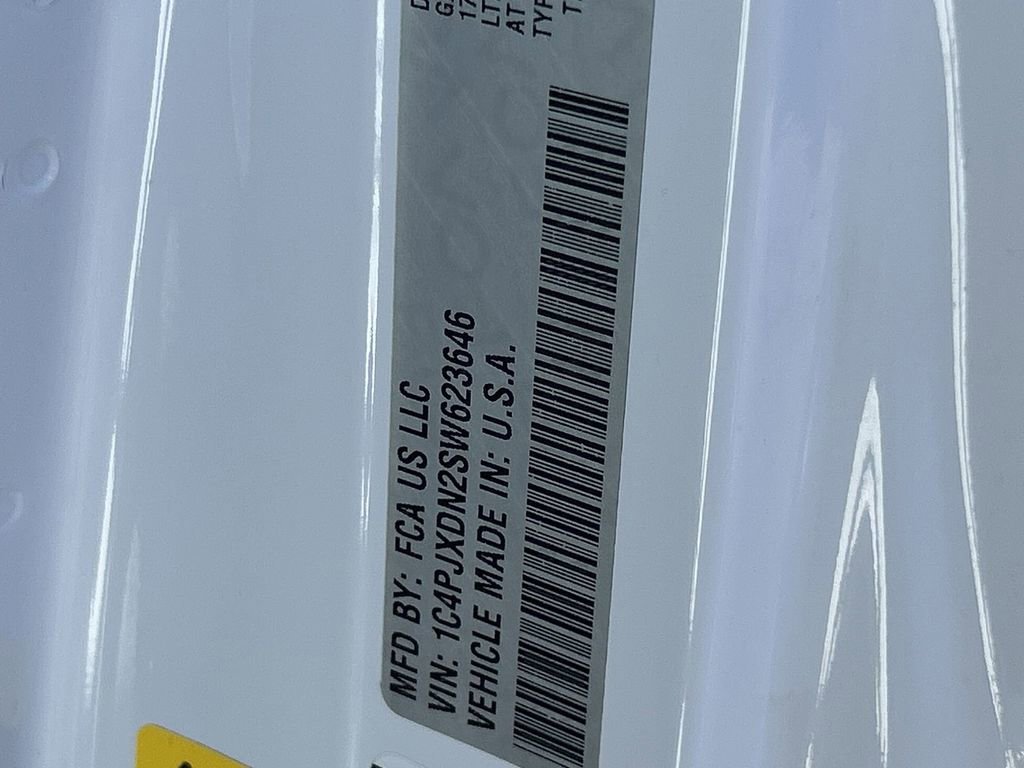 MFD BY: FCA US LLC
VIN: 1C4PJXDN2SW623646
VEHICLE MADE IN: U.S.A.